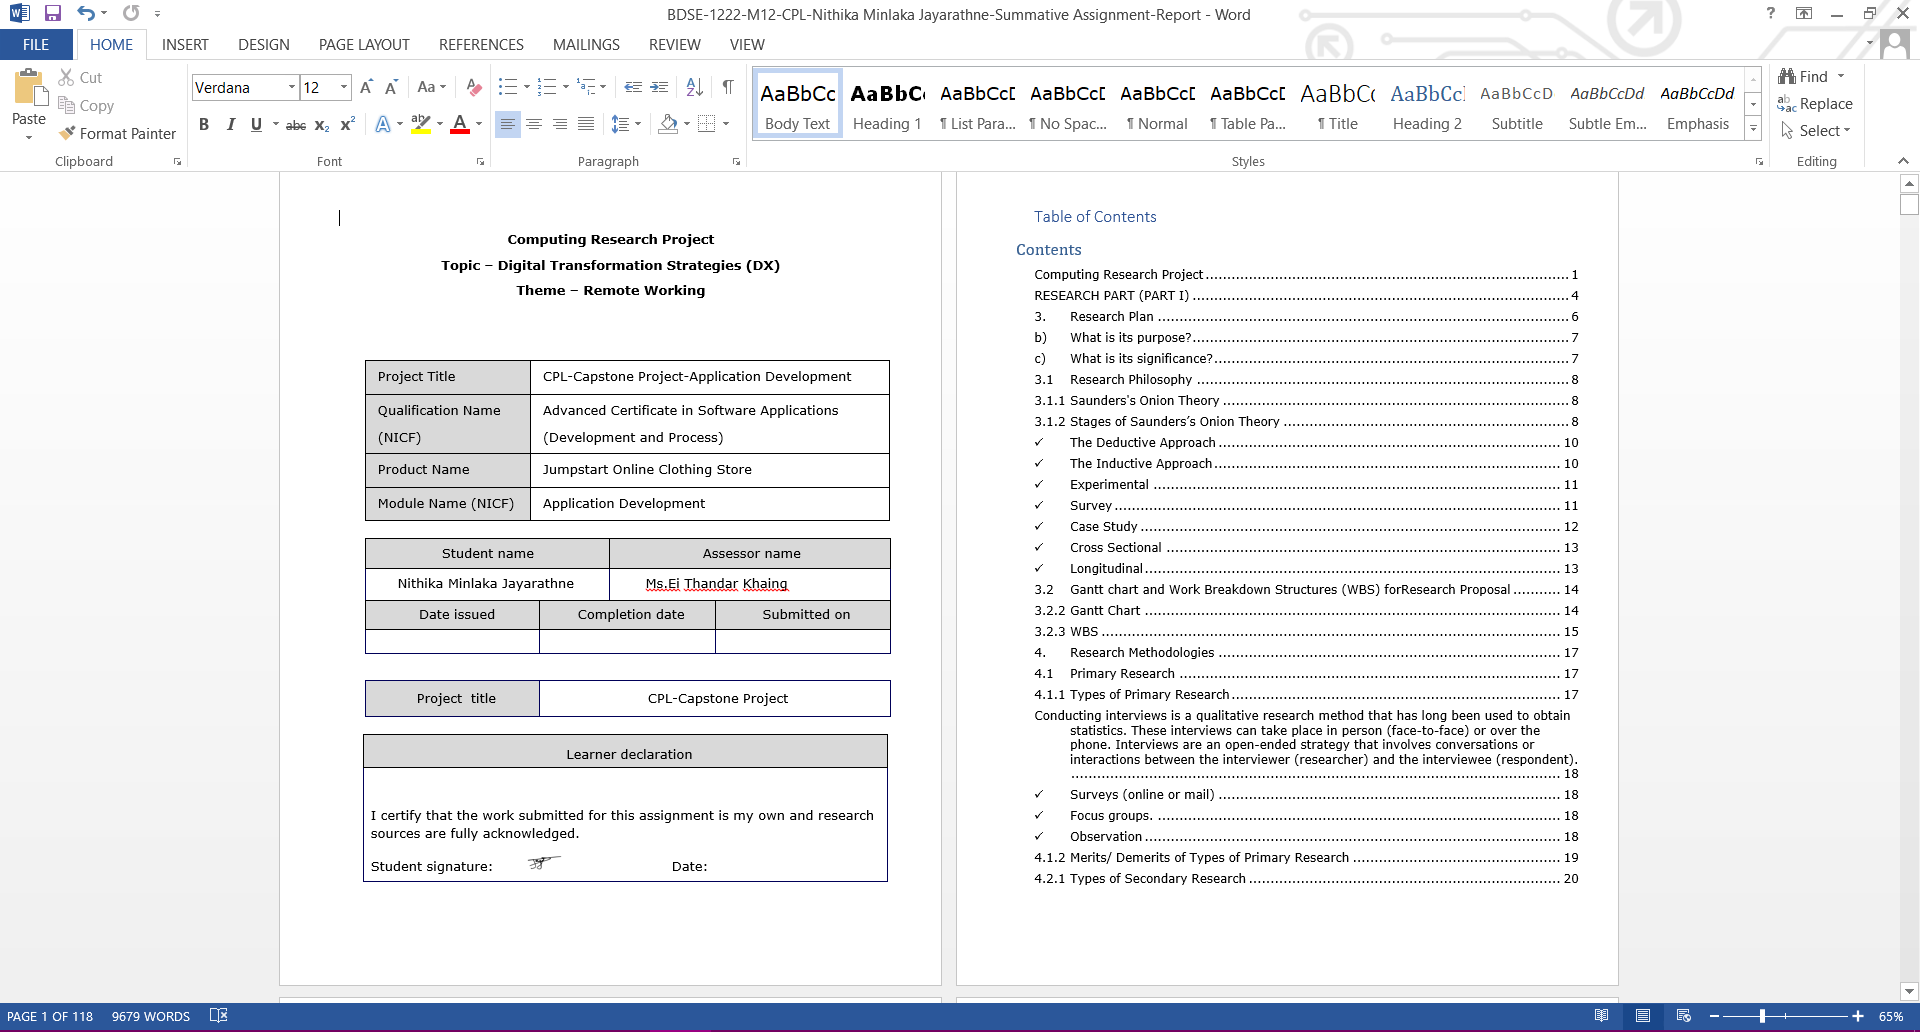 BDSE-1222-M12-CPL-Nithika Minlaka Jayarathne-Summative Assignment-Report - Word
FILE HOME INSERT DESIGN PAGE LAYOUT REFERENCES MAILINGS REVIEW VIEW
Paste
Cut
Copy
Format Painter
Clipboard
Verdana 12
Font
Paragraph
AaBbCc AaBbC AaBbCcD AaBbCcD AaBbCcD AaBbCcD AaBbCc AaBbCc AaBbCcD AaBbCcDd AaBbCcDd
Body Text Heading 1 ¶ List Para... ¶ No Spac... ¶ Normal ¶ Table Pa... ¶ Title Heading 2 Subtitle Subtle Em... Emphasis
Styles
Find
Replace
Select
Editing
Computing Research Project
Topic – Digital Transformation Strategies (DX)
Theme – Remote Working
Project Title CPL-Capstone Project-Application Development
Qualification Name Advanced Certificate in Software Applications
(NICF) (Development and Process)
Product Name Jumpstart Online Clothing Store
Module Name (NICF) Application Development
Student name Assessor name
Nithika Minlaka Jayarathne Ms.Ei Thandar Khaing
Date issued Completion date Submitted on
Project title CPL-Capstone Project
Learner declaration
I certify that the work submitted for this assignment is my own and research
sources are fully acknowledged.
Student signature: Date:
Table of Contents
Contents
Computing Research Project 1
RESEARCH PART (PART I) 4
3. Research Plan 6
b) What is its purpose? 7
c) What is its significance? 7
3.1 Research Philosophy 8
3.1.1 Saunders's Onion Theory 8
3.1.2 Stages of Saunders’s Onion Theory 8
✓ The Deductive Approach 10
✓ The Inductive Approach 10
✓ Experimental 11
✓ Survey 11
✓ Case Study 12
✓ Cross Sectional 13
✓ Longitudinal 13
3.2 Gantt chart and Work Breakdown Structures (WBS) forResearch Proposal 14
3.2.2 Gantt Chart 14
3.2.3 WBS 15
4. Research Methodologies 17
4.1 Primary Research 17
4.1.1 Types of Primary Research 17
Conducting interviews is a qualitative research method that has long been used to obtain
statistics. These interviews can take place in person (face-to-face) or over the
phone. Interviews are an open-ended strategy that involves conversations or
interactions between the interviewer (researcher) and the interviewee (respondent).
18
✓ Surveys (online or mail) 18
✓ Focus groups. 18
✓ Observation 18
4.1.2 Merits/ Demerits of Types of Primary Research 19
4.2.1 Types of Secondary Research 20
PAGE 1 OF 118 9679 WORDS 65%